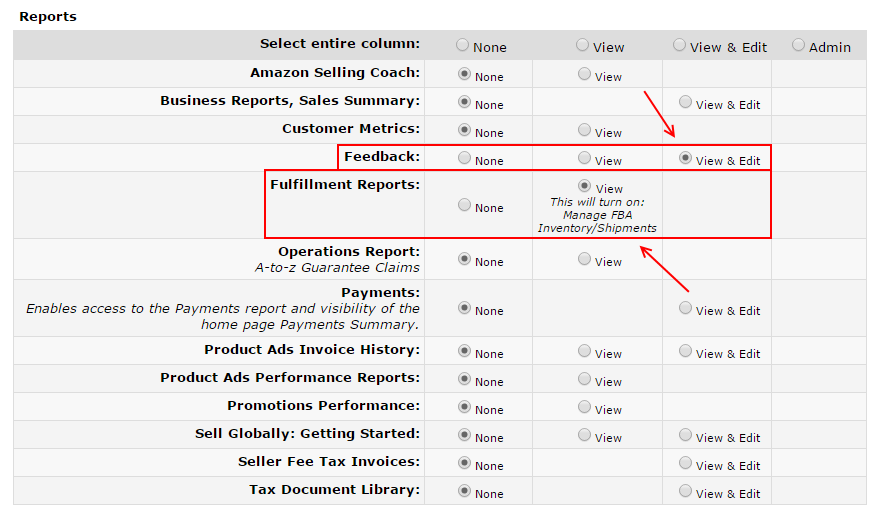 Reports
Select entire column: None View View & Edit Admin
Amazon Selling Coach: None View
Business Reports, Sales Summary: None View & Edit
Customer Metrics: None View
Feedback: None View View & Edit
Fulfillment Reports: None View
This will turn on:
Manage FBA
Inventory/Shipments
Operations Report: None View
A-to-z Guarantee Claims
Payments: None View & Edit
Enables access to the Payments report and visibility of the
home page Payments Summary.
Product Ads Invoice History: None View View & Edit
Product Ads Performance Reports: None View
Promotions Performance: None View
Sell Globally: Getting Started: None View View & Edit
Seller Fee Tax Invoices: None View & Edit
Tax Document Library: None View & Edit